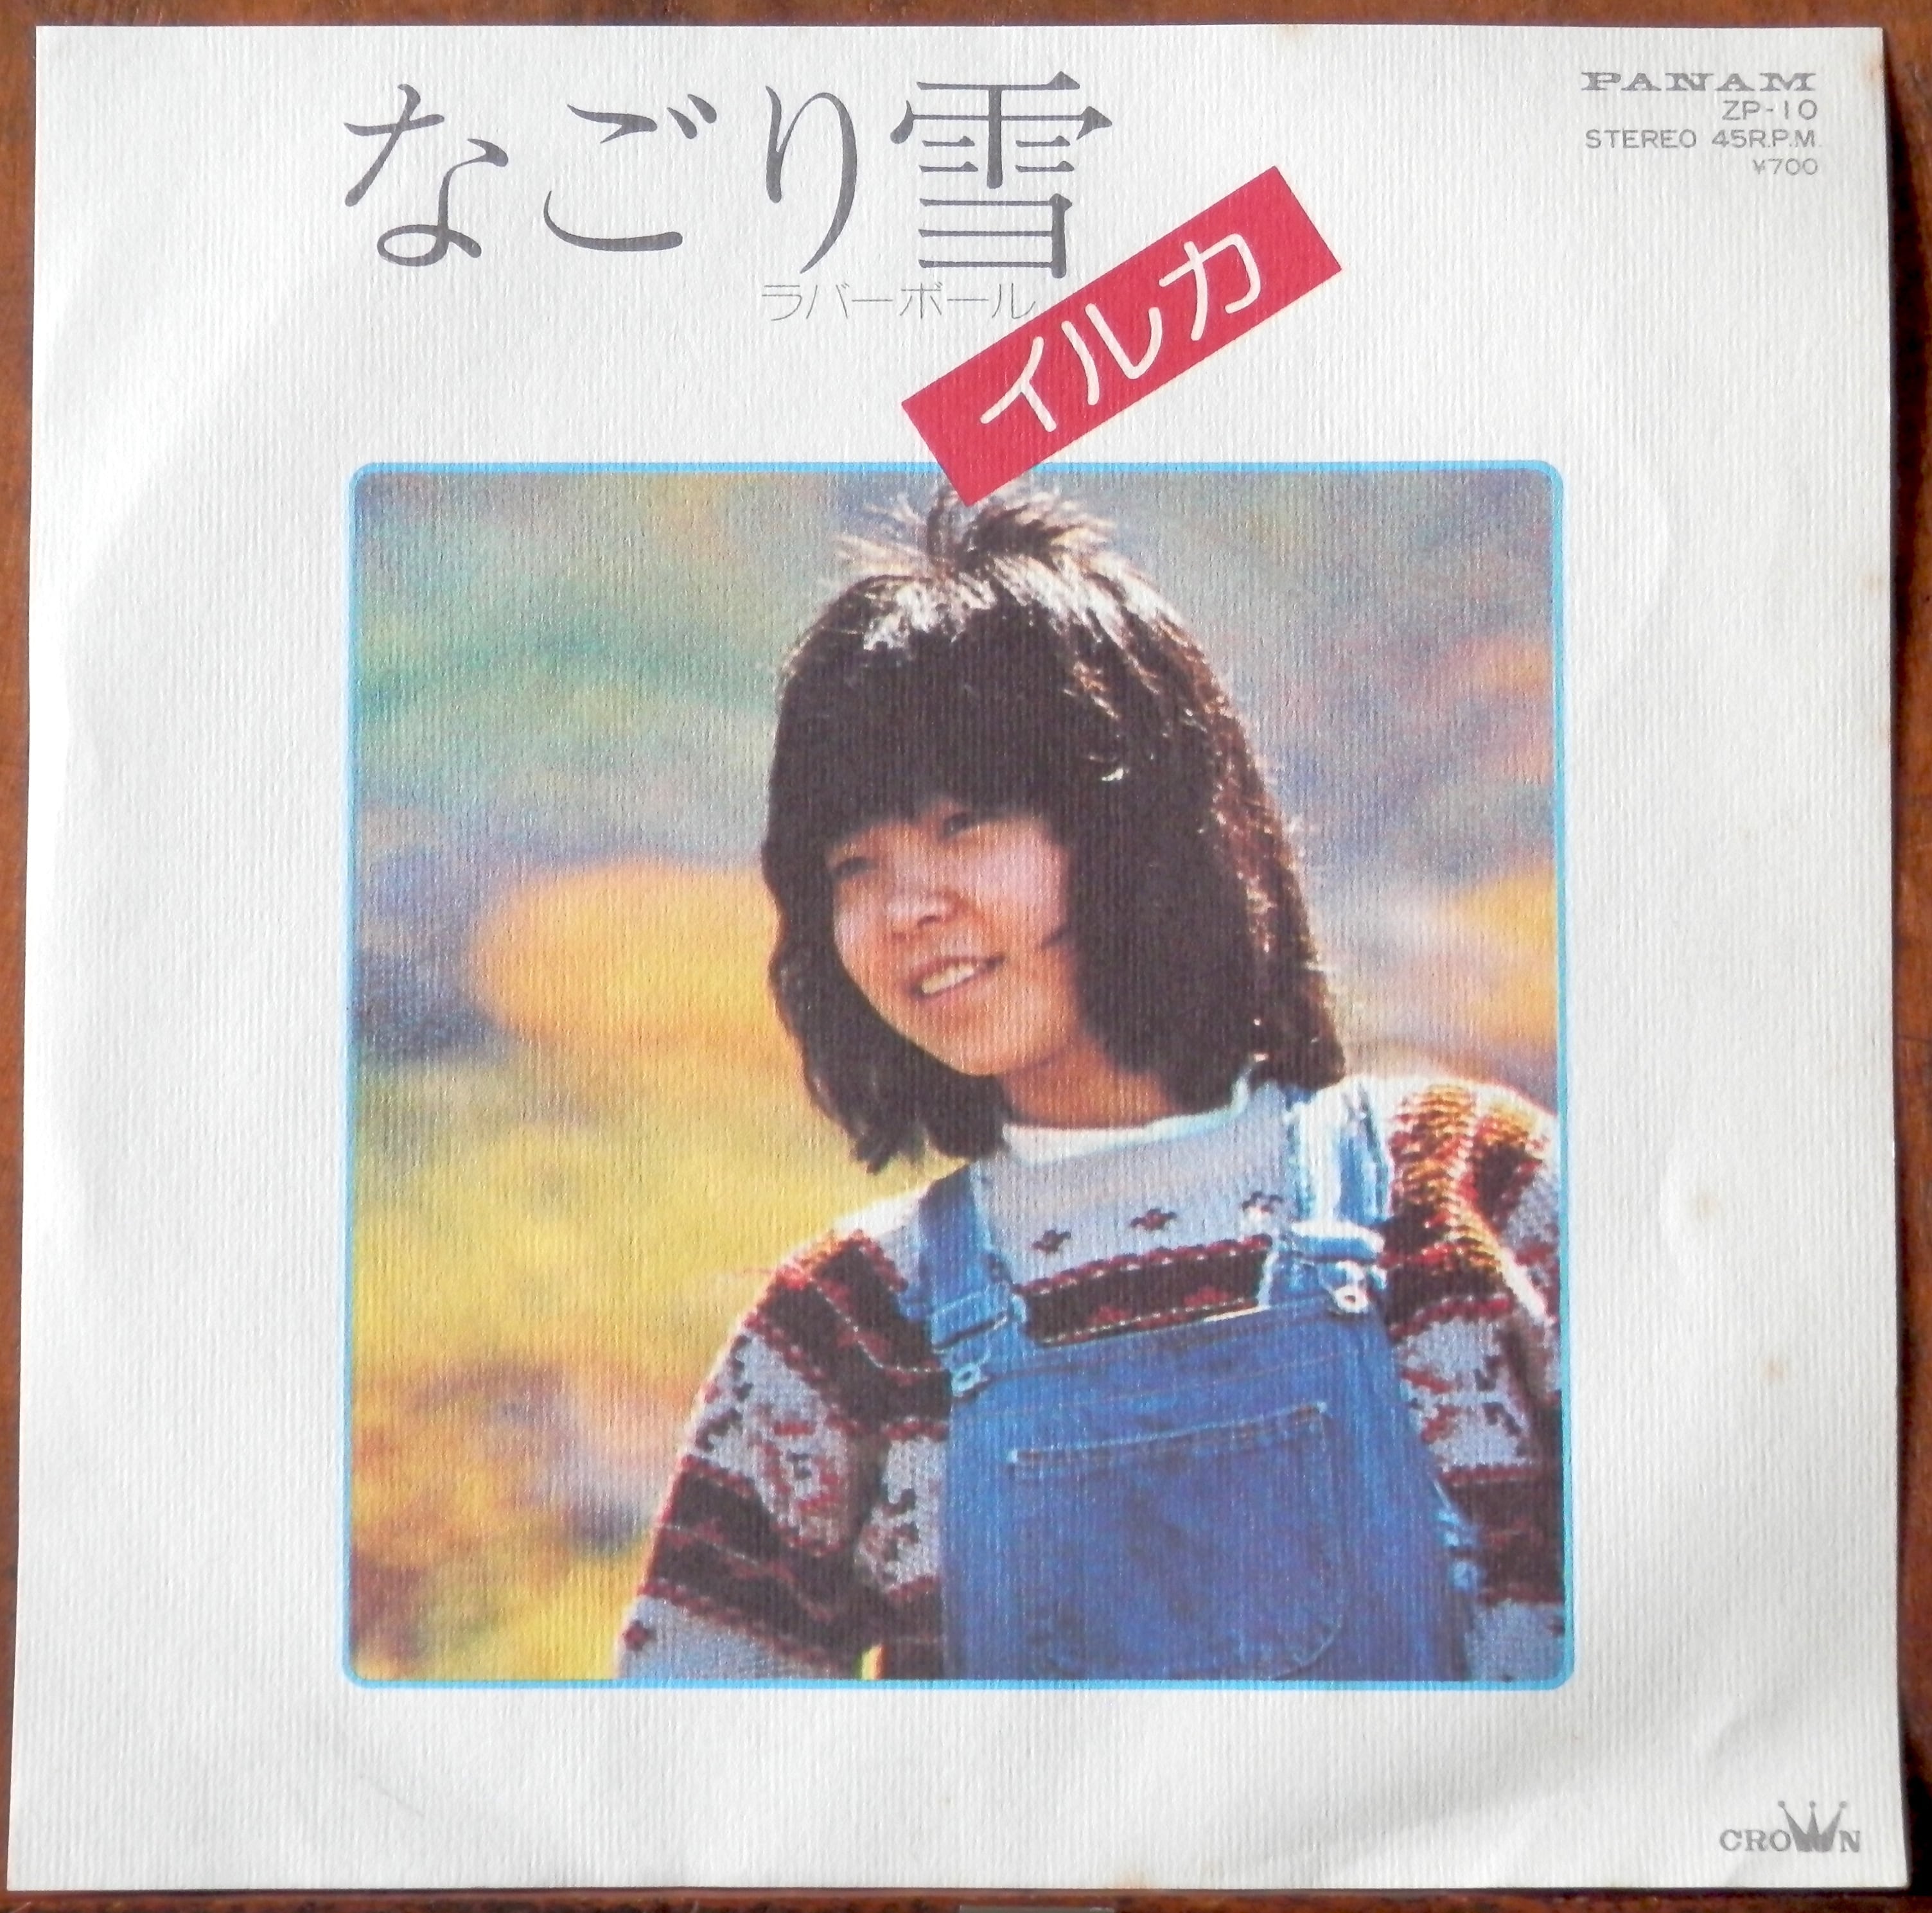 なごり雪
ラバーボール
イルカ
PANAM
ZP-10
STEREO 45R.P.M.
¥700
CROWN